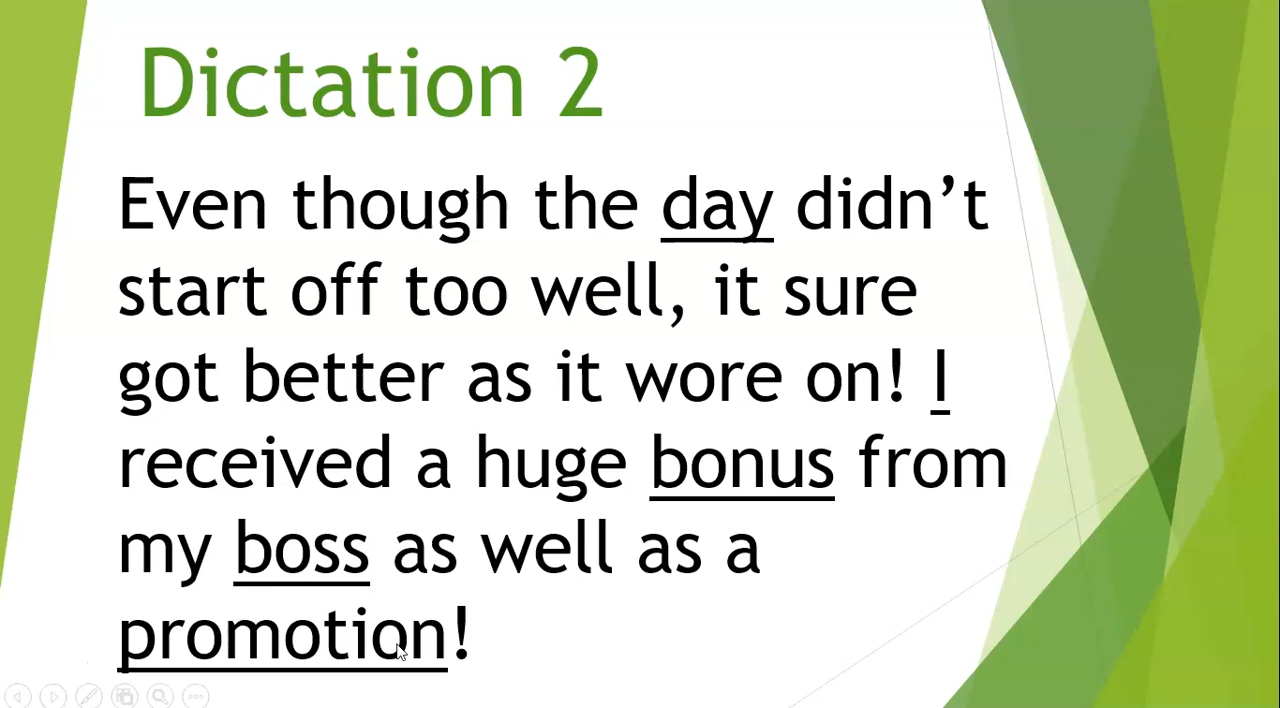 Dictation 2
Even though the day didn’t
start off too well, it sure
got better as it wore on! I
received a huge bonus from
my boss as well as a
promotion!